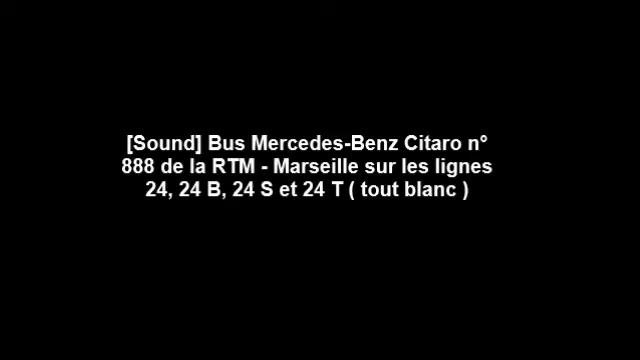 [Sound] Bus Mercedes-Benz Citaro n°
888 de la RTM - Marseille sur les lignes
24, 24 B, 24 S et 24 T ( tout blanc )